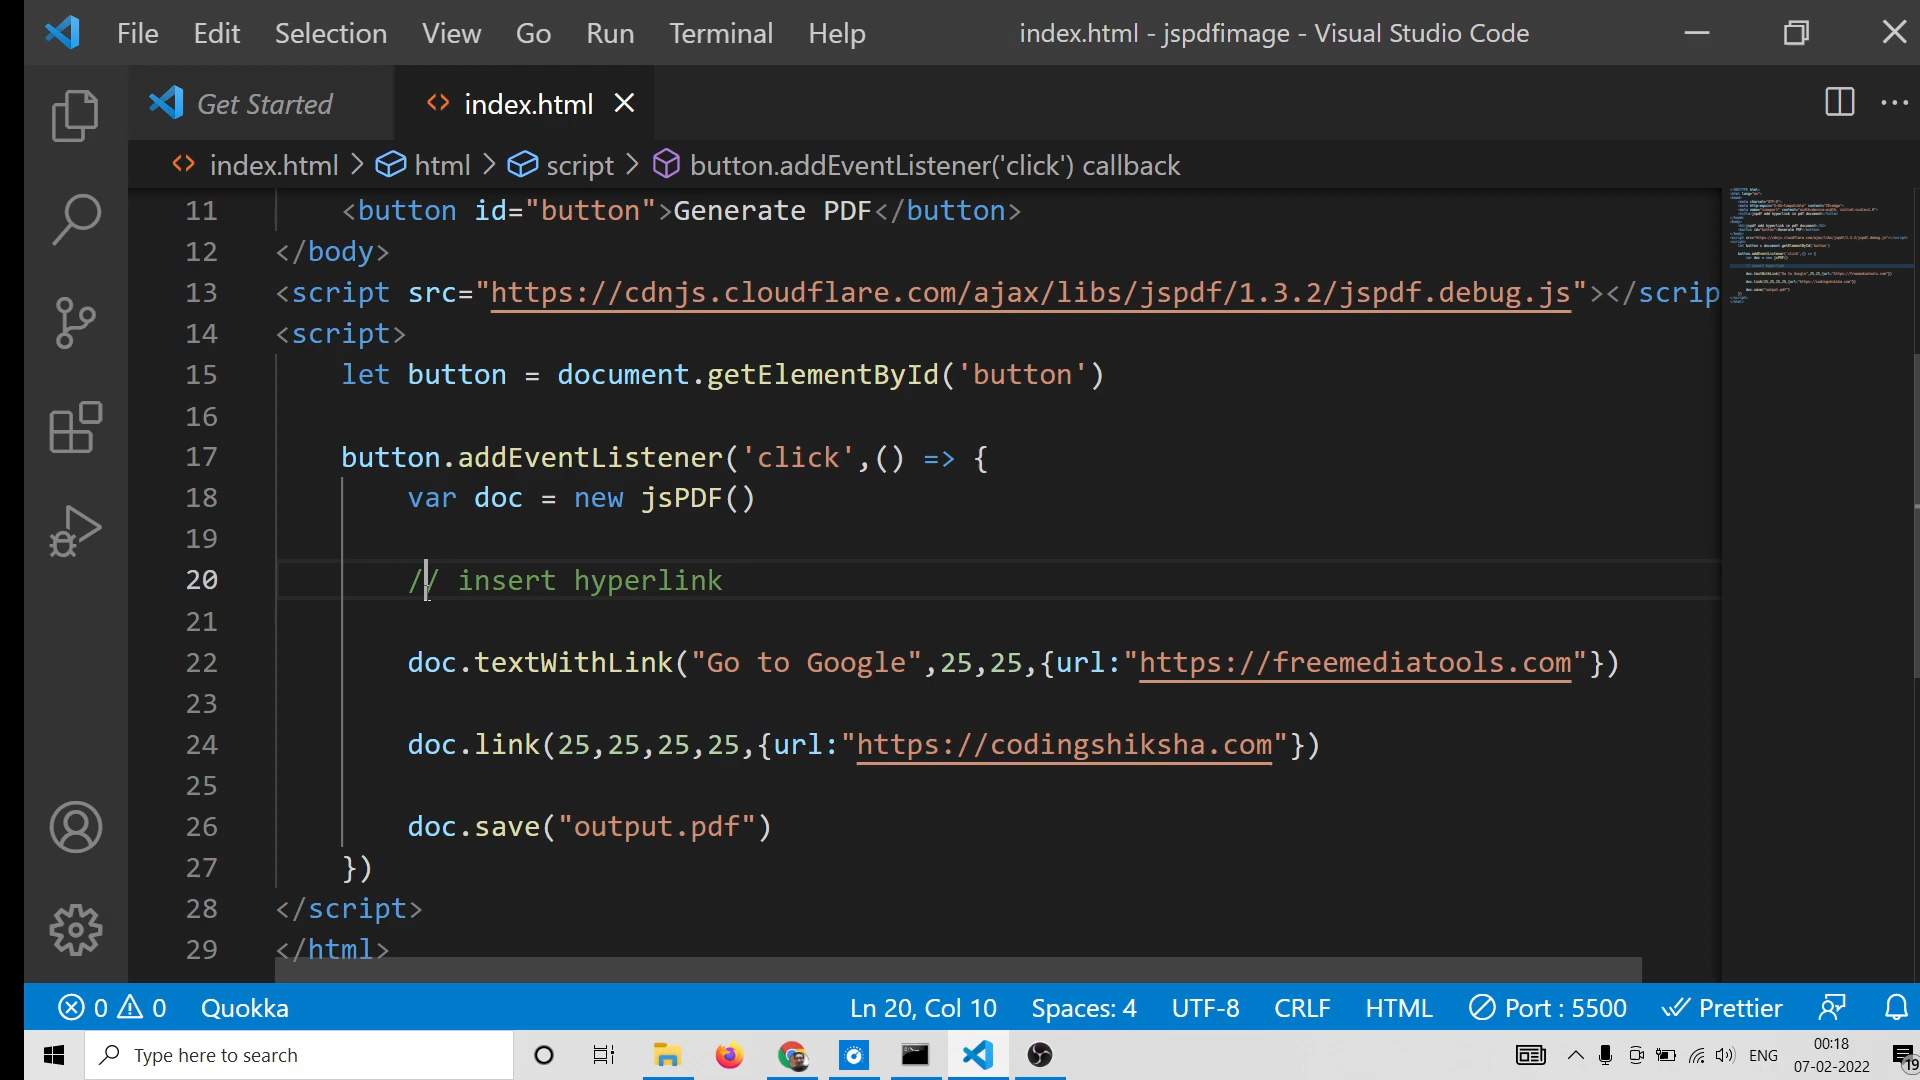 File Edit Selection View Go Run Terminal Help index.html - jspdfimage - Visual Studio Code
Get Started index.html
index.html > html > script > button.addEventListener('click') callback
11 <button id="button">Generate PDF</button>
12 </body>
13 <script src="https://cdnjs.cloudflare.com/ajax/libs/jspdf/1.3.2/jspdf.debug.js"></scrip
14 <script>
15 let button = document.getElementById('button')
16
17 button.addEventListener('click',() => {
18 var doc = new jsPDF()
19
20 // insert hyperlink
21
22 doc.textWithLink("Go to Google",25,25,{url:"https://freemediatools.com"})
23
24 doc.link(25,25,25,25,{url:"https://codingshiksha.com"})
25
26 doc.save("output.pdf")
27 })
28 </script>
29 </html>
0 0 Quokka Ln 20, Col 10 Spaces: 4 UTF-8 CRLF HTML Port : 5500 Prettier
Type here to search ENG 00:18
07-02-2022 19